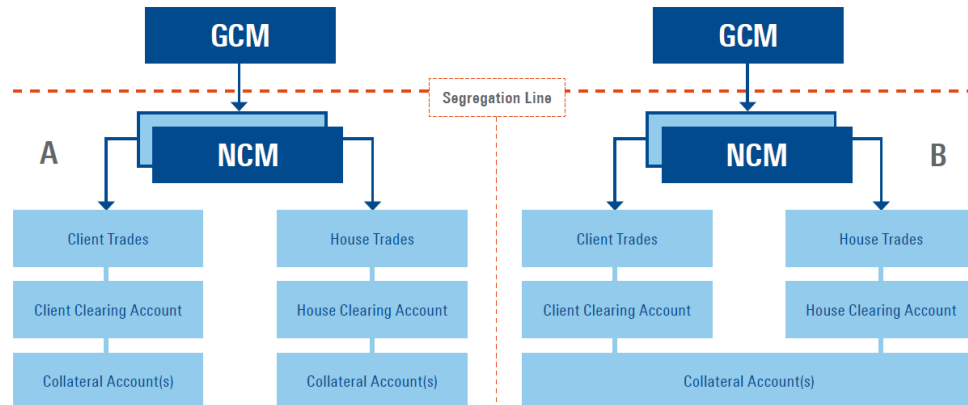 GCM
GCM
Segregation Line
A
NCM
NCM
B
Client Trades
House Trades
Client Trades
House Trades
Client Clearing Account
House Clearing Account
Client Clearing Account
House Clearing Account
Collateral Account(s)
Collateral Account(s)
Collateral Account(s)